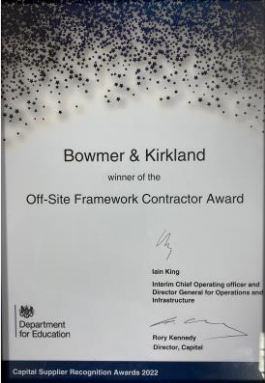 Bowmer & Kirkland
winner of the
Off-Site Framework Contractor Award
Iain King
Interim Chief Operating officer and
Director General for Operations and
Infrastructure
Department
for Education
Rory Kennedy
Director, Capital
Capital Supplier Recognition Awards 2022